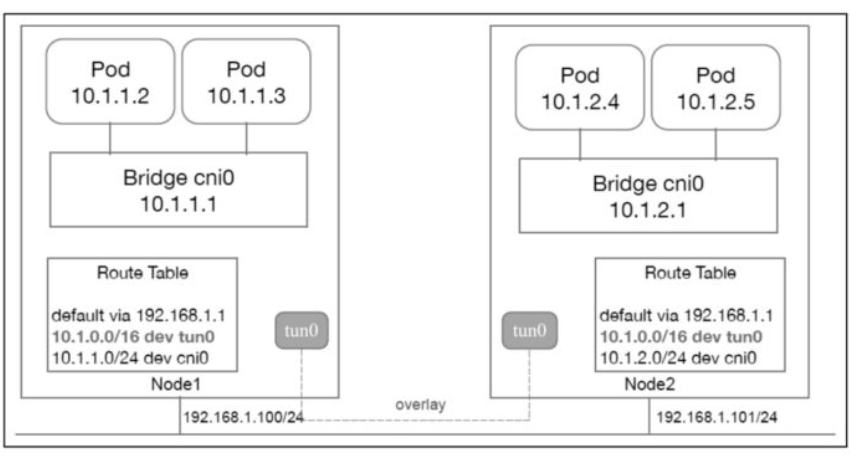 Pod
10.1.1.2
Pod
10.1.1.3
Bridge cni0
10.1.1.1
Route Table
default via 192.168.1.1
10.1.0.0/16 dev tun0
10.1.1.0/24 dev cni0
tun0
Node1
192.168.1.100/24
overlay
Pod
10.1.2.4
Pod
10.1.2.5
Bridge cni0
10.1.2.1
tun0
Route Table
default via 192.168.1.1
10.1.0.0/16 dev tun0
10.1.2.0/24 dev cni0
Node2
192.168.1.101/24